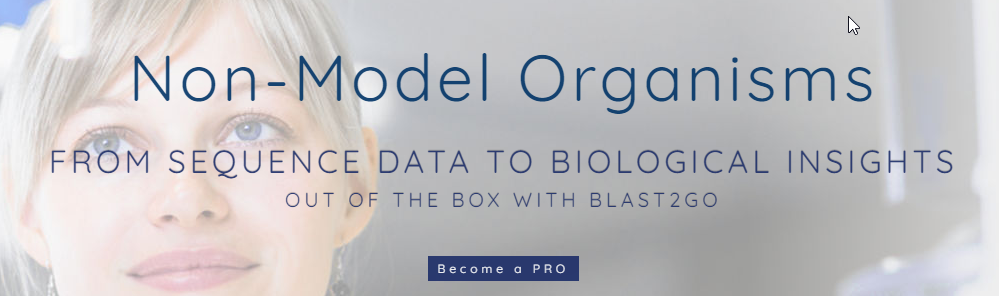 Non-Model Organisms
FROM SEQUENCE DATA TO BIOLOGICAL INSIGHTS
OUT OF THE BOX WITH BLAST2GO
Become a PRO